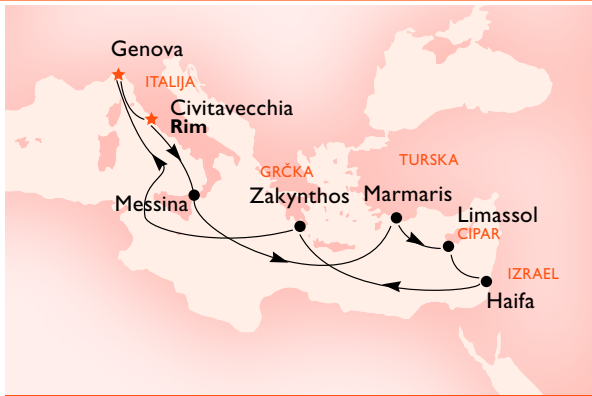 Genova
ITALIJA
Civitavecchia
Rim
GRČKA
TURSKA
Messina
Zakynthos
Marmaris
Limassol
CIPAR
IZRAEL
Haifa